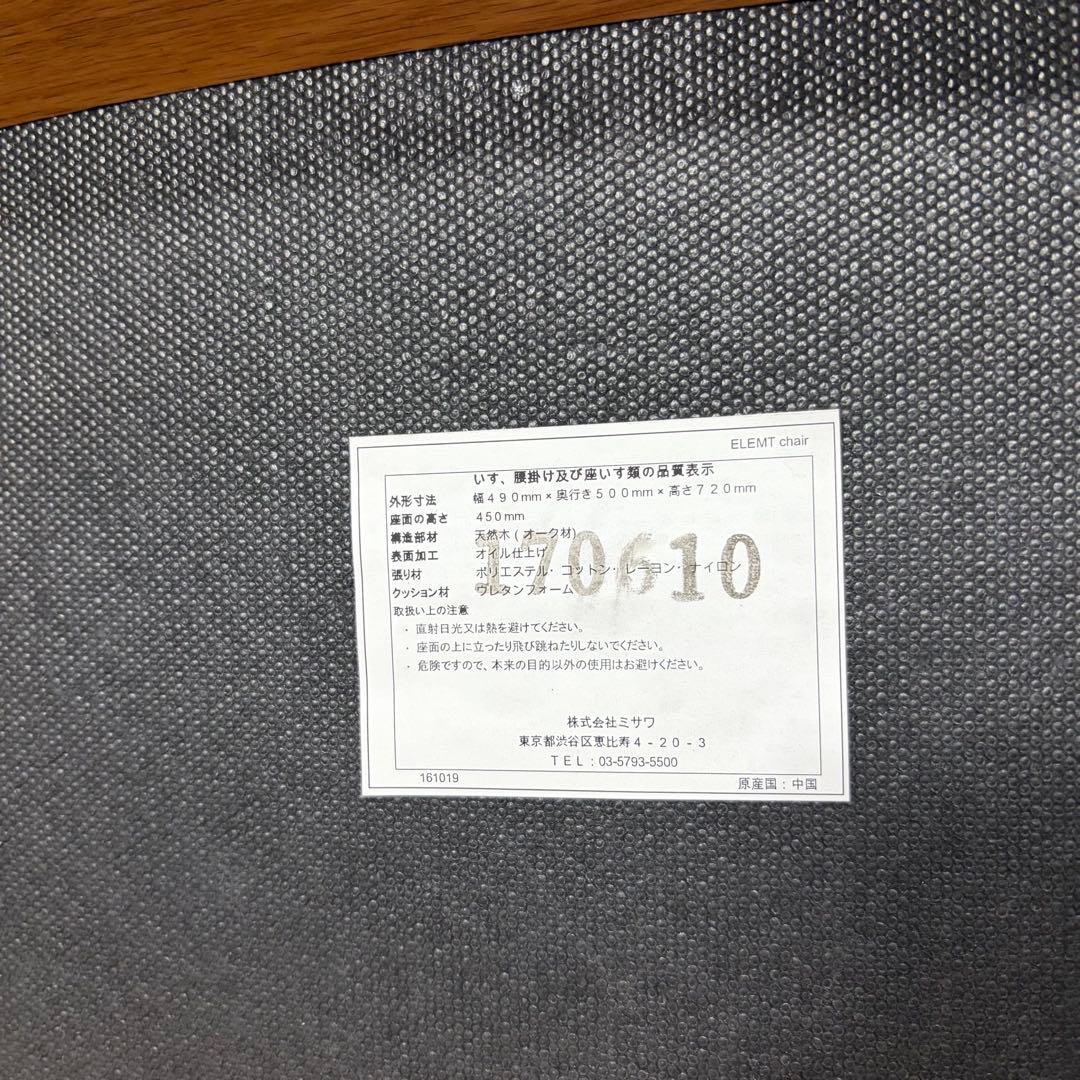 ELEMT chair
いす、腰掛け及び座いす類の品質表示
外形寸法 幅490mm×奥行き500mm×高さ720mm
座面の高さ 450mm
構造部材 天然木(オーク材)
表面加工 オイル仕上げ
張り材 ポリエステル・コットン・レーヨン・ナイロン
クッション材 ウレタンフォーム
170610
取扱い上の注意
・ 直射日光又は熱を避けてください。
・ 座面の上に立ったり飛び跳ねたりしないでください。
・ 危険ですので、本来の目的以外の使用はお避けください。
株式会社ミサワ
東京都渋谷区恵比寿4-20-3
TEL:03-5793-5500
161019
原産国:中国